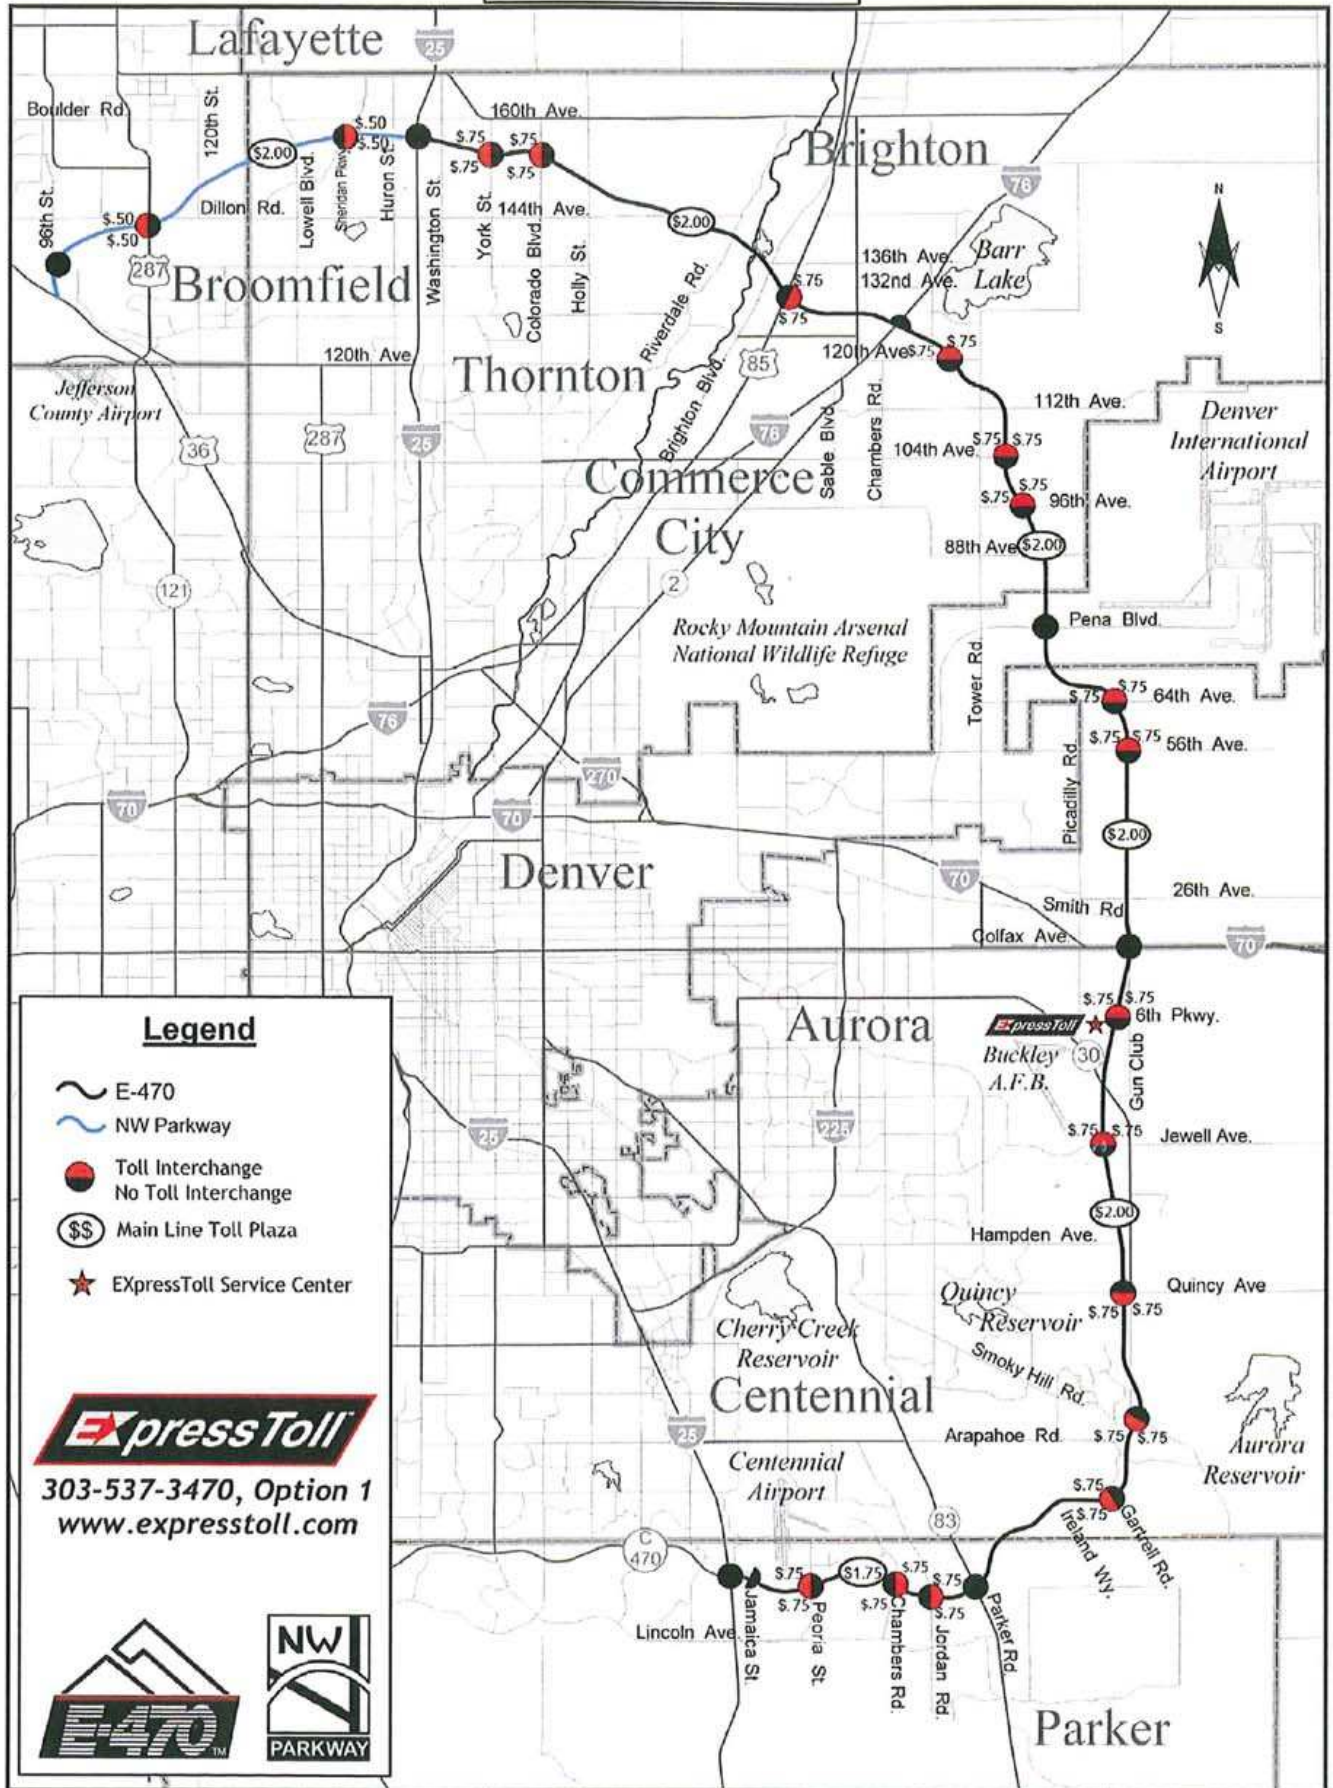 Lafayette
25
Boulder Rd.
120th St.
160th Ave.
$.50
$.50
$2.00
$.75
$.75
$.75
$.75
Brighton
76
96th St.
Dillon Rd.
Lowell Blvd.
Sheridan Pkwy
Huron St.
Washington St
York St.
144th Ave.
Colorado Blvd.
Holly St.
$2.00
$.50
$.50
287
Broomfield
Riverdale Rd.
136th Ave.
132nd Ave.
Barr
Lake
N
S
$.75
$.75
120th Ave
Thornton
85
120th Ave
$.75
$.75
Jefferson
County Airport
36
287
25
Brighton Blvd.
76
Sable Blvd
Chambers Rd.
112th Ave.
Denver
International
Airport
104th Ave.
$.75
$.75
Commerce
City
$.75
$.75
96th Ave.
88th Ave
$2.00
121
2
Rocky Mountain Arsenal
National Wildlife Refuge
Pena Blvd.
Tower Rd.
$.75
$.75
64th Ave.
$.75
$.75
56th Ave.
76
270
70
70
Picadilly Rd.
$2.00
Denver
70
26th Ave.
Smith Rd
Colfax Ave.
70
$.75
$.75
6th Pkwy.
Aurora
EXpressToll
Buckley
A.F.B.
30
Gun Club
25
225
$.75
$.75
Jewell Ave.
$2.00
Hampden Ave.
Quincy
Reservoir
Quincy Ave
$.75
$.75
Cherry Creek
Reservoir
Smoky Hill Rd.
Centennial
25
Arapahoe Rd.
$.75
$.75
Aurora
Reservoir
Centennial
Airport
$.75
$.75
Gartrell Rd.
Ireland Wy.
C
470
83
$.75
$.75
$1.75
$.75
$.75
$.75
$.75
Lincoln Ave.
Jamaica St.
Peoria St.
Chambers Rd.
Jordan Rd.
Parker Rd.
Parker
Legend
E-470
NW Parkway
Toll Interchange
No Toll Interchange
$$ Main Line Toll Plaza
EXpressToll Service Center
EXpressToll
303-537-3470, Option 1
www.expresstoll.com
E-470 TM
NW
PARKWAY